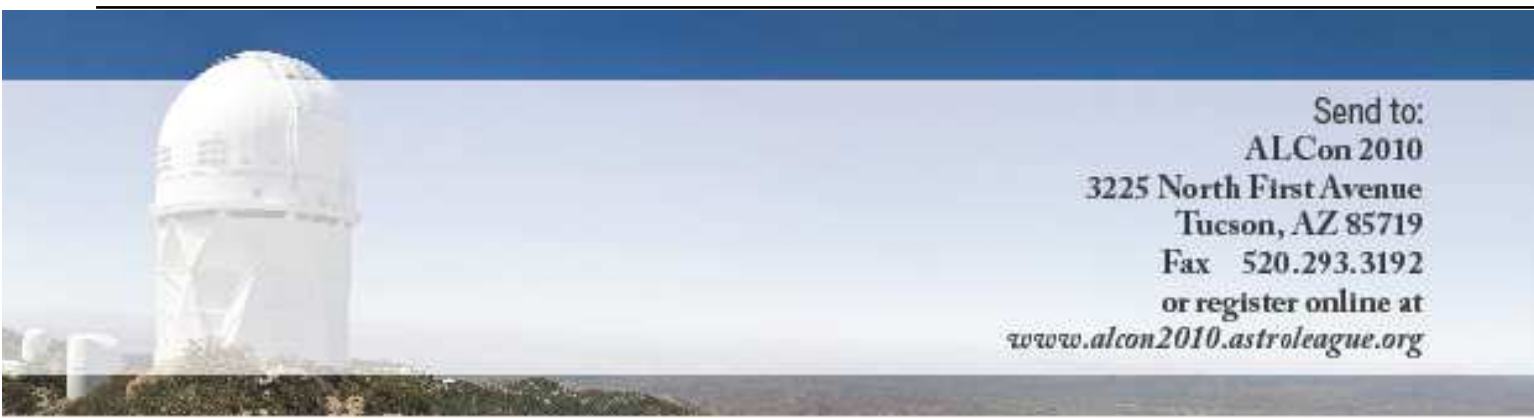 Send to:
ALCon 2010
3225 North First Avenue
Tucson, AZ 85719
Fax 520.293.3192
or register online at
www.alcon2010.astroleague.org